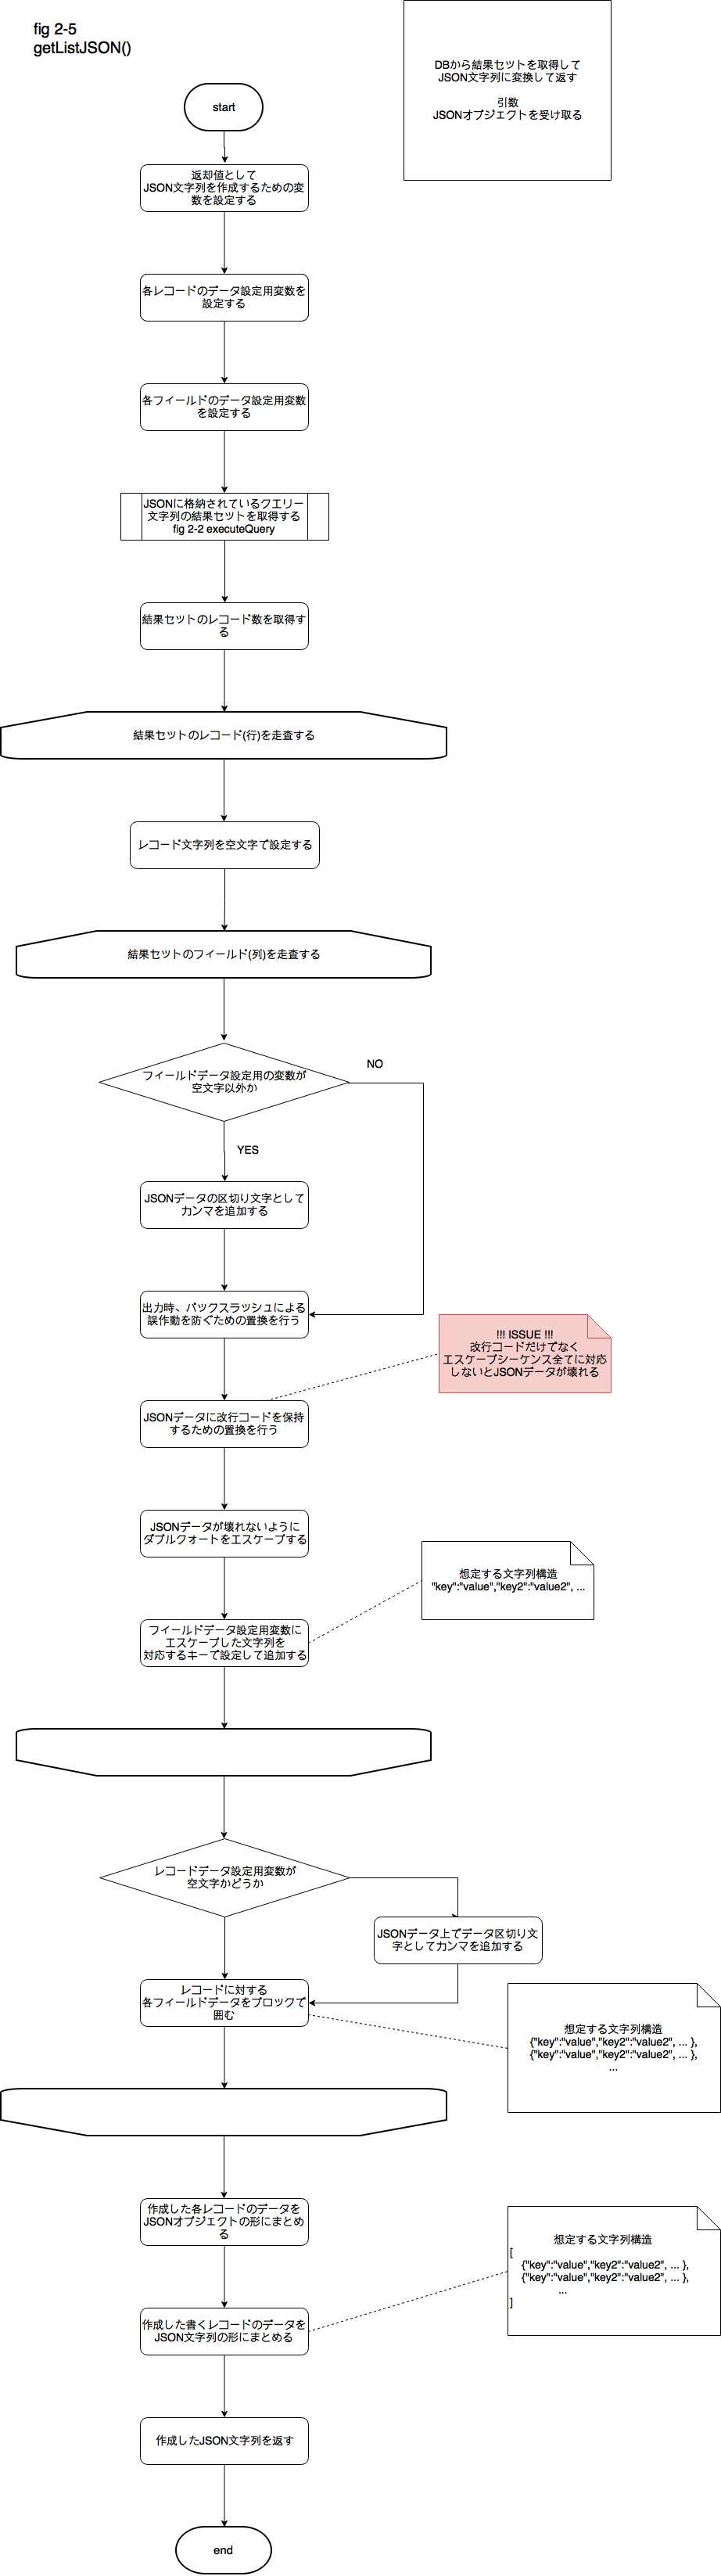 fig 2-5
getListJSON()
DBから結果セットを取得して
JSON文字列に変換して返す
引数
JSONオブジェクトを受け取る
start
返却値として
JSON文字列を作成するための変
数を設定する
各レコードのデータ設定用変数を
設定する
各フィールドのデータ設定用変数
を設定する
JSONに格納されているクエリー
文字列の結果セットを取得する
fig 2-2 executeQuery
結果セットのレコード数を取得す
る
結果セットのレコード(行)を走査する
レコード文字列を空文字で設定する
結果セットのフィールド(列)を走査する
フィールドデータ設定用の変数が
空文字以外か
NO
YES
JSONデータの区切り文字として
カンマを追加する
出力時、バックスラッシュによる
誤作動を防ぐための置換を行う
!!! ISSUE !!!
改行コードだけでなく
エスケープシーケンス全てに対応
しないとJSONデータが壊れる
JSONデータに改行コードを保持
するための置換を行う
JSONデータが壊れないように
ダブルクォートをエスケープする
想定する文字列構造
"key":"value","key2":"value2", ...
フィールドデータ設定用変数に
エスケープした文字列を
対応するキーで設定して追加する
レコードデータ設定用変数が
空文字かどうか
JSONデータ上でデータ区切り文
字としてカンマを追加する
レコードに対する
各フィールドデータをブロックで
囲む
想定する文字列構造
{"key":"value","key2":"value2", ... },
{"key":"value","key2":"value2", ... },
...
作成した各レコードのデータを
JSONオブジェクトの形にまとめ
る
想定する文字列構造
[
{"key":"value","key2":"value2", ... },
{"key":"value","key2":"value2", ... },
...
]
作成した書くレコードのデータを
JSON文字列の形にまとめる
作成したJSON文字列を返す
end